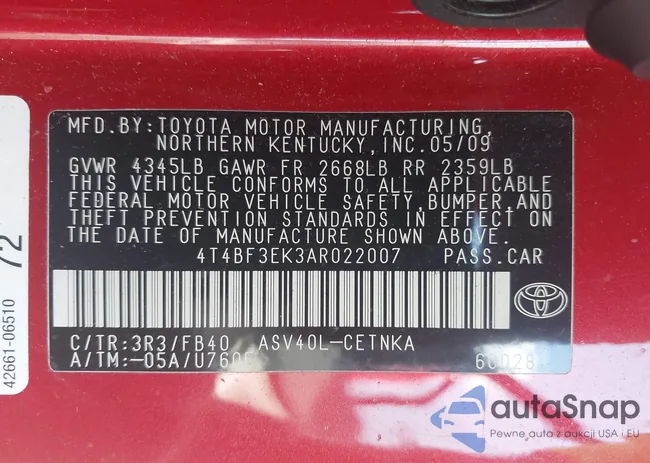 MFD.BY:TOYOTA MOTOR MANUFACTURING,
NORTHERN KENTUCKY,INC.05/09
GVWR 4345LB GAWR FR 2668LB RR 2359LB
THIS VEHICLE CONFORMS TO ALL APPLICABLE
FEDERAL MOTOR VEHICLE SAFETY,BUMPER,AND
THEFT PREVENTION STANDARDS IN EFFECT ON
THE DATE OF MANUFACTURE SHOWN ABOVE.
4T4BF3EK3AR022007 PASS.CAR
C/TR:3R3/FB40 ASV40L-CETNKA
A/TM:-05A/U760E
42661-06510
72
autoSnap
Pewne auto z aukcji USA i EU